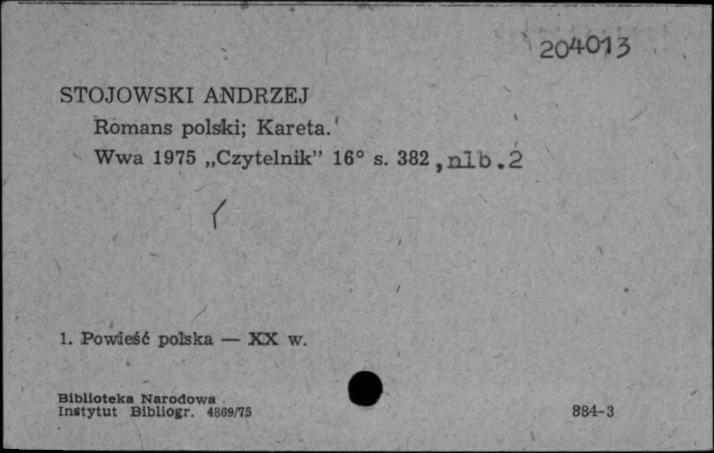 204013
STOJOWSKI ANDRZEJ
Romans polski; Kareta.
Wwa 1975 „Czytelnik” 16° s. 382, nlb. 2
1. Powieść polska — XX w.
Biblioteka Narodowa
Instytut Bibliogr. 4869/75
884-3